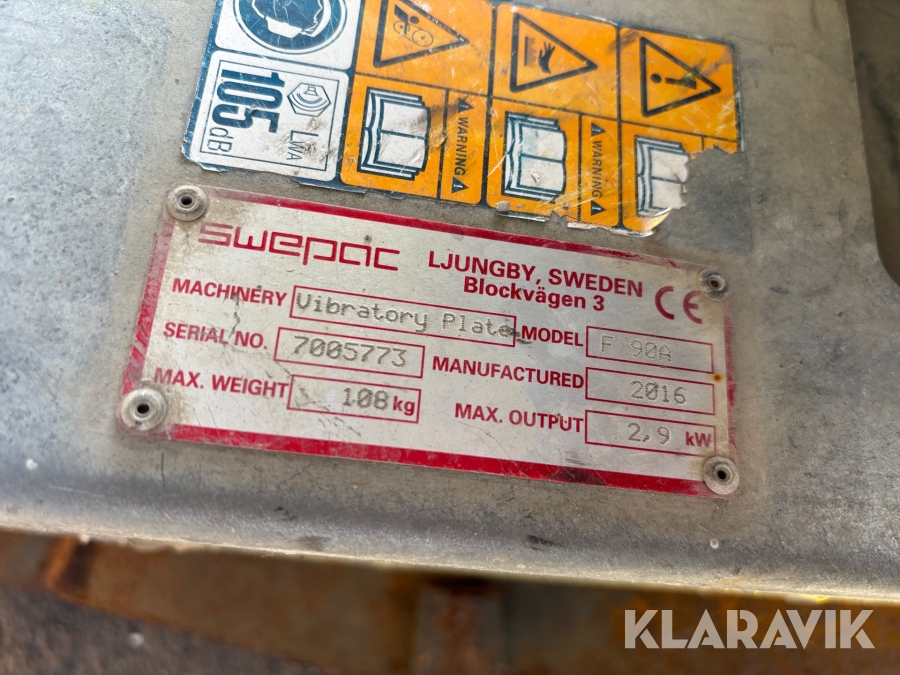 105 dB
LWA
WARNING
WARNING
swepac LJUNGBY, SWEDEN
Blockvägen 3 CE
MACHINERY Vibratory Plate MODEL F 90A
SERIAL NO. 7005773 MANUFACTURED 2016
MAX. WEIGHT 108 kg MAX. OUTPUT 2,9 kW
KLARAVIK